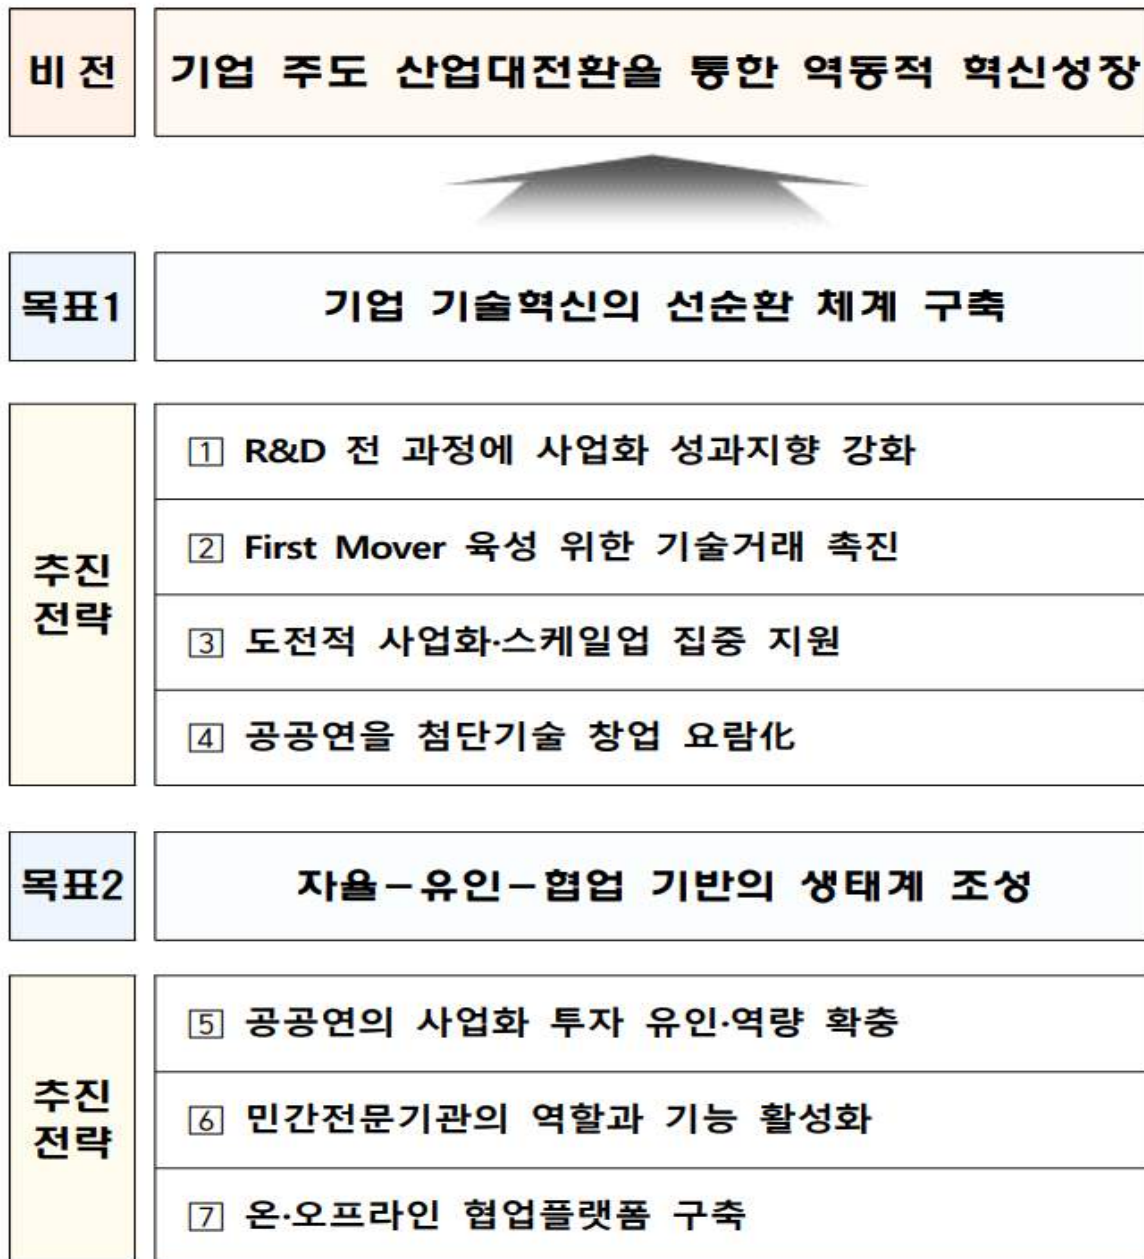 비 전
기업 주도 산업대전환을 통한 역동적 혁신성장
목표1
기업 기술혁신의 선순환 체계 구축
추진
전략
1 R&D 전 과정에 사업화 성과지향 강화
2 First Mover 육성 위한 기술거래 촉진
3 도전적 사업화·스케일업 집중 지원
4 공공연을 첨단기술 창업 요람化
목표2
자율-유인-협업 기반의 생태계 조성
추진
전략
5 공공연의 사업화 투자 유인·역량 확충
6 민간전문기관의 역할과 기능 활성화
7 온·오프라인 협업플랫폼 구축